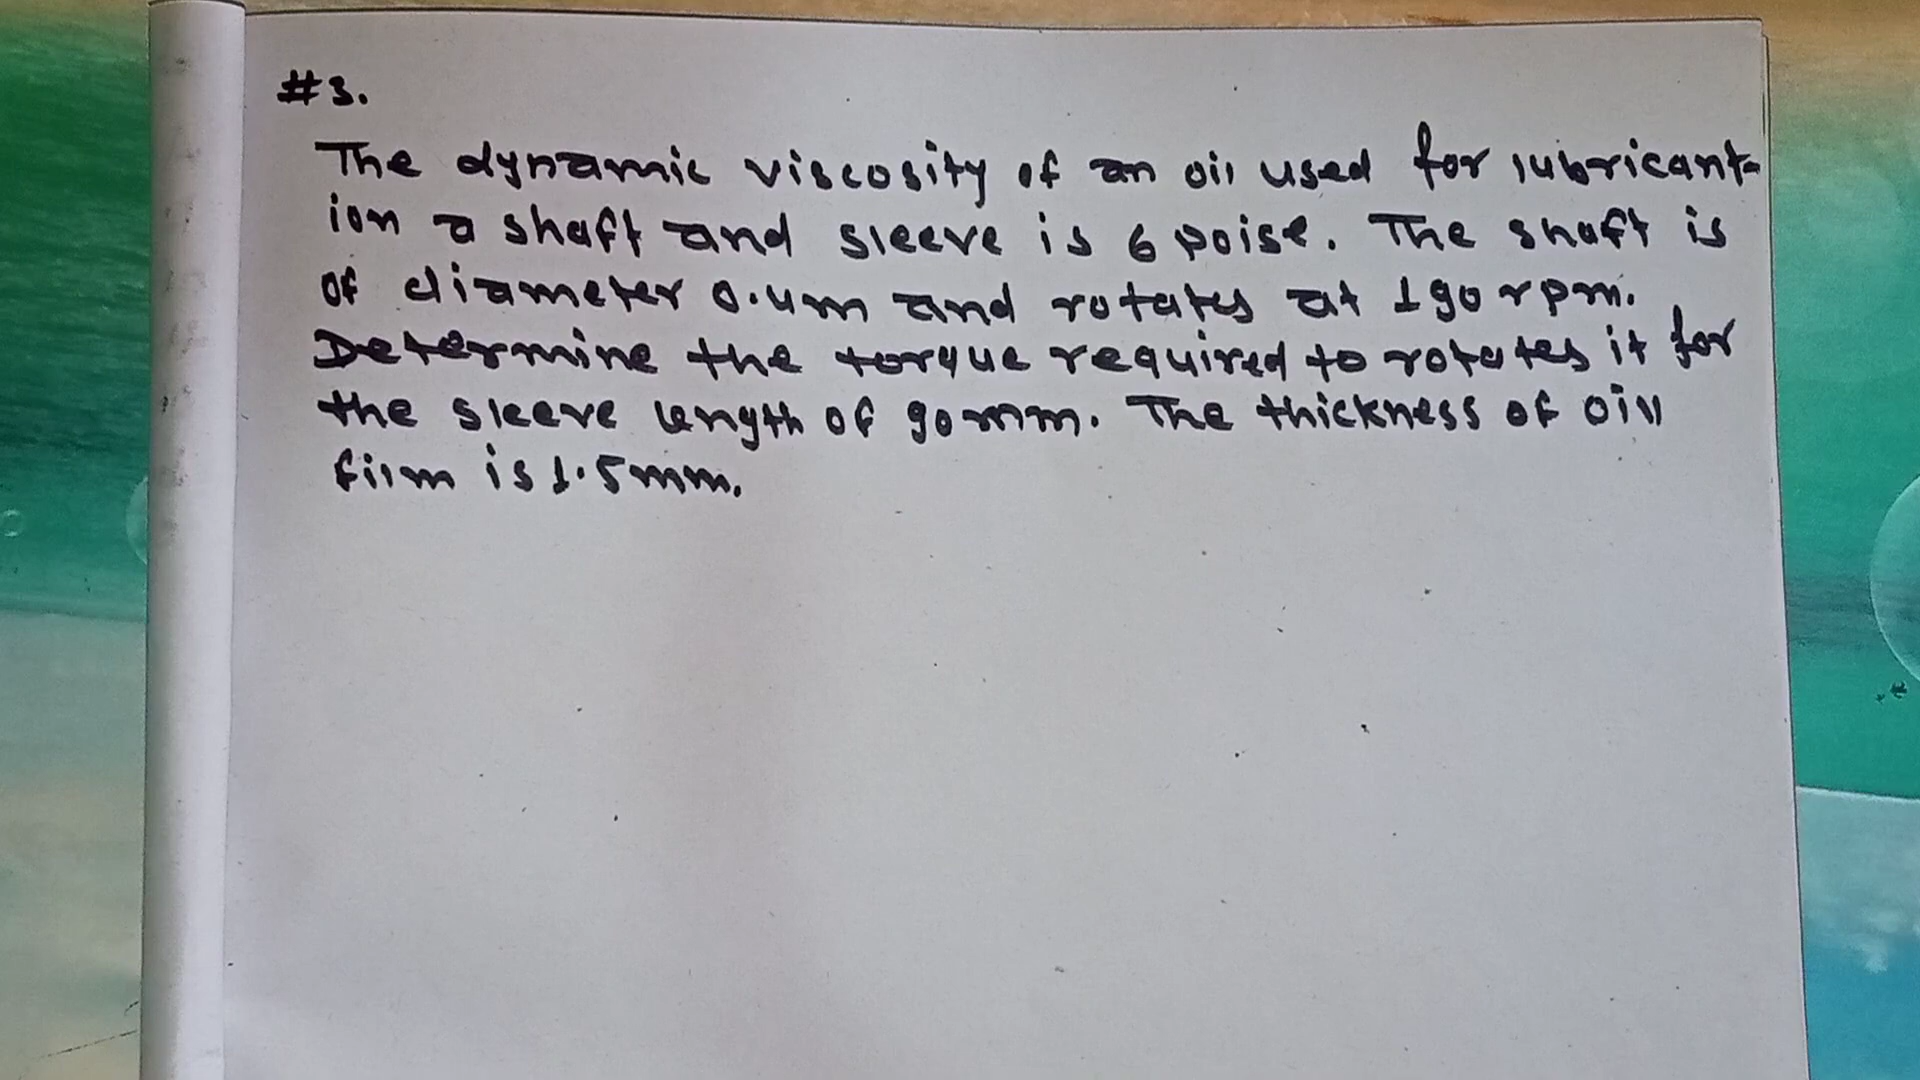 #3.
The dynamic viscosity of an oil used for lubricant-
ion a shaft and sleeve is 6 poise. The shaft is
of diameter 0.4m and rotates at 190 rpm.
Determine the torque required to rotates it for
the sleeve length of 90mm. The thickness of oill
film is 1.5mm.